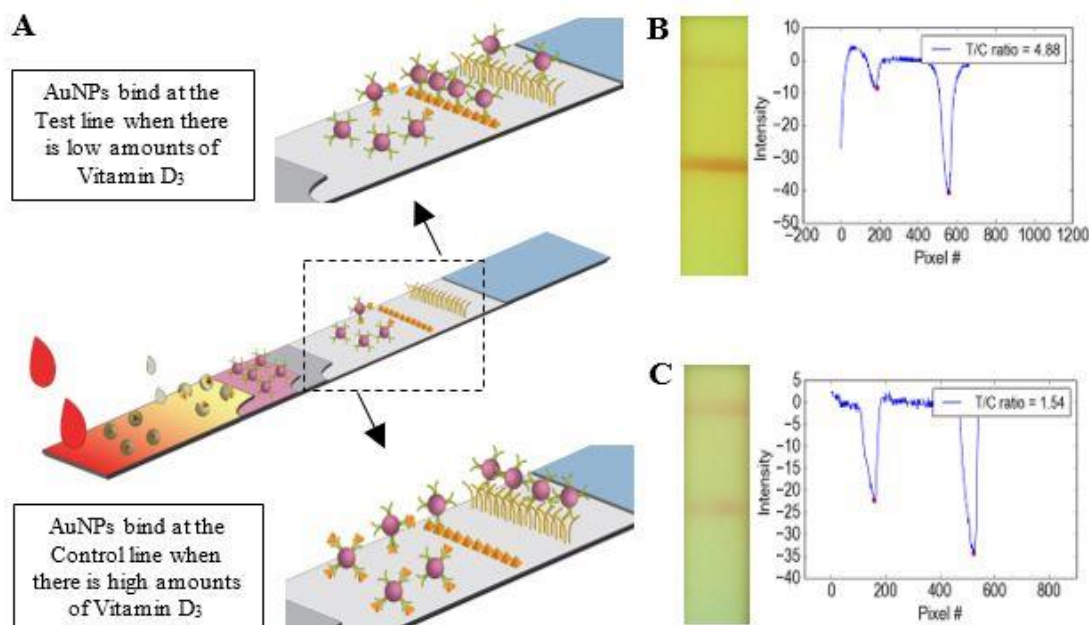 A
AuNPs bind at the
Test line when there
is low amounts of
Vitamin D3
AuNPs bind at the
Control line when
there is high amounts
of Vitamin D3
B
T/C ratio = 4.88
10
0
−10
−20
−30
−40
−50
Intensity
−200 0 200 400 600 800 1000 1200
Pixel #
C
T/C ratio = 1.54
5
0
−5
−10
−15
−20
−25
−30
−35
−40
Intensity
0 200 400 600 800
Pixel #